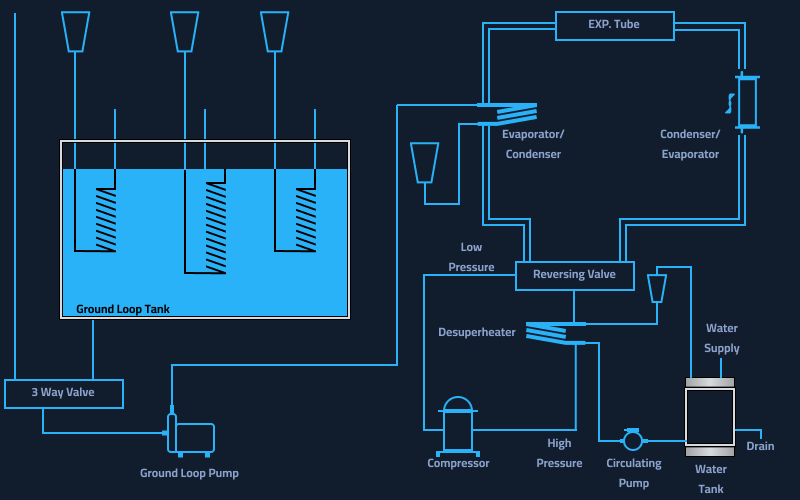 EXP. Tube
Evaporator/
Condenser
Condenser/
Evaporator
Low
Pressure
Reversing Valve
Ground Loop Tank
Desuperheater
Water
Supply
3 Way Valve
High
Pressure
Drain
Compressor
Circulating
Pump
Ground Loop Pump
Water
Tank